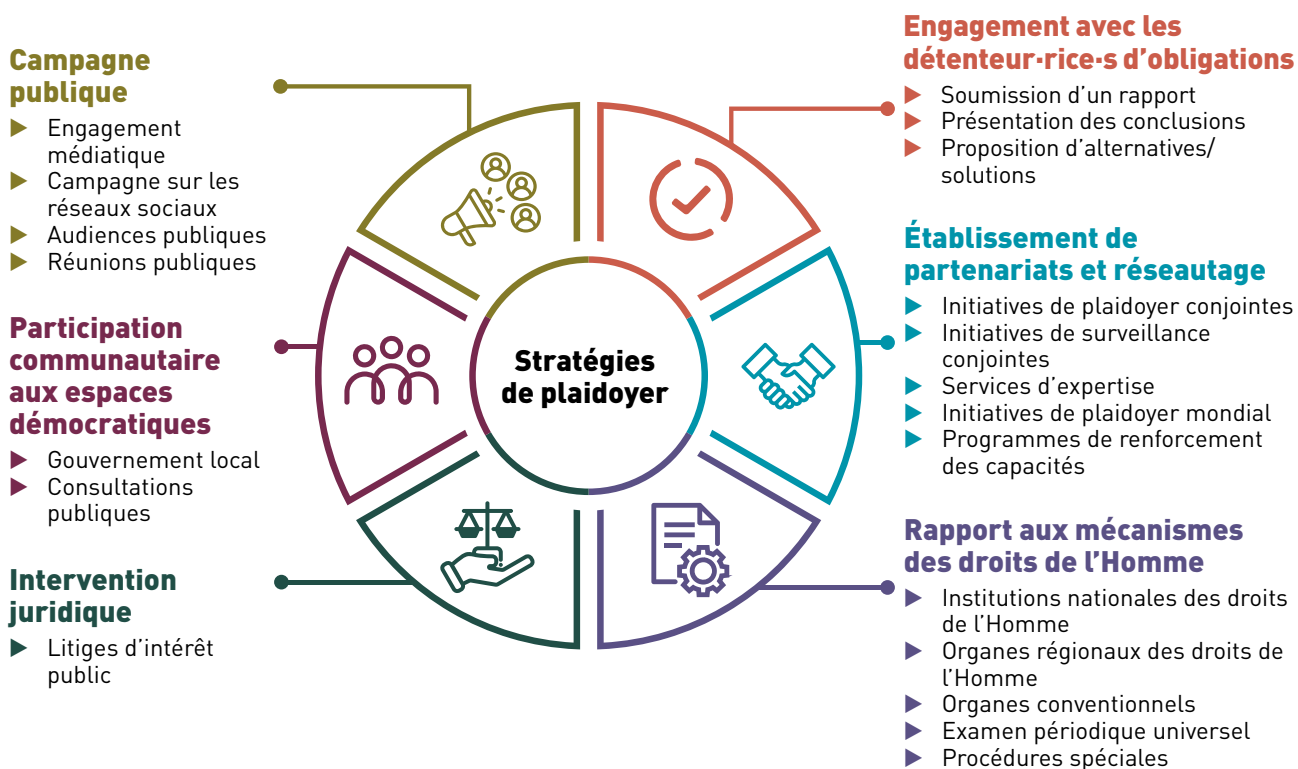 Campagne
publique
Engagement
médiatique
Campagne sur les
réseaux sociaux
Audiences publiques
Réunions publiques
Participation
communautaire
aux espaces
démocratiques
Gouvernement local
Consultations
publiques
Intervention
juridique
Litiges d’intérêt
public
Stratégies
de plaidoyer
Engagement avec les
détenteur·rice·s d’obligations
Soumission d’un rapport
Présentation des conclusions
Proposition d’alternatives/
solutions
Établissement de
partenariats et réseautage
Initiatives de plaidoyer conjointes
Initiatives de surveillance
conjointes
Services d’expertise
Initiatives de plaidoyer mondial
Programmes de renforcement
des capacités
Rapport aux mécanismes
des droits de l’Homme
Institutions nationales des droits
de l’Homme
Organes régionaux des droits de
l’Homme
Organes conventionnels
Examen périodique universel
Procédures spéciales